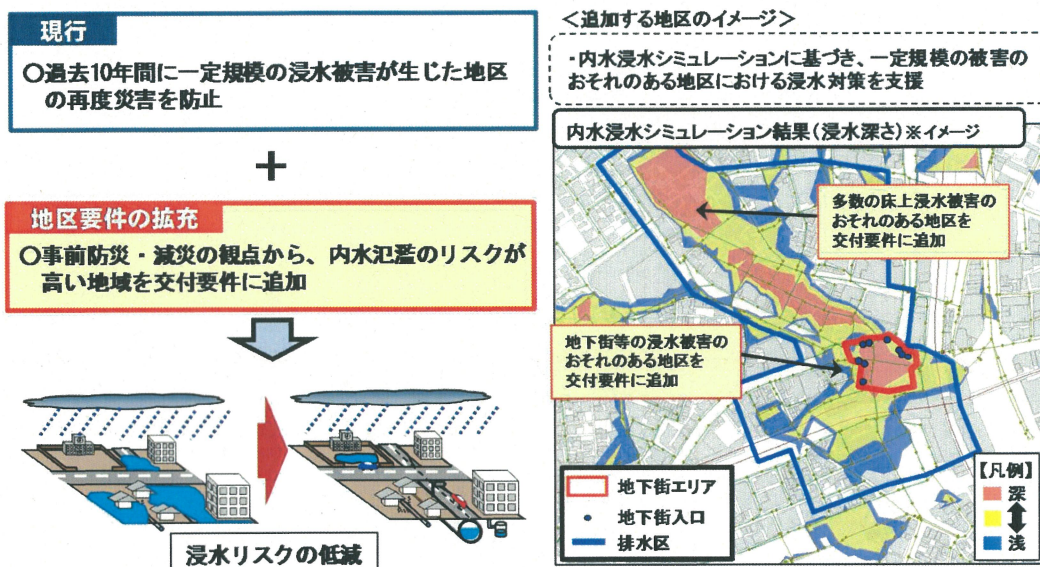 現行
○過去10年間に一定規模の浸水被害が生じた地区
の再度災害を防止
+
地区要件の拡充
○事前防災・減災の観点から、内水氾濫のリスクが
高い地域を交付要件に追加
浸水リスクの低減
<追加する地区のイメージ>
・内水浸水シミュレーションに基づき、一定規模の被害の
おそれのある地区における浸水対策を支援
内水浸水シミュレーション結果(浸水深さ)※イメージ
多数の床上浸水被害の
おそれのある地区を
交付要件に追加
地下街等の浸水被害の
おそれのある地区を
交付要件に追加
地下街エリア
地下街入口
排水区
【凡例】
深
浅